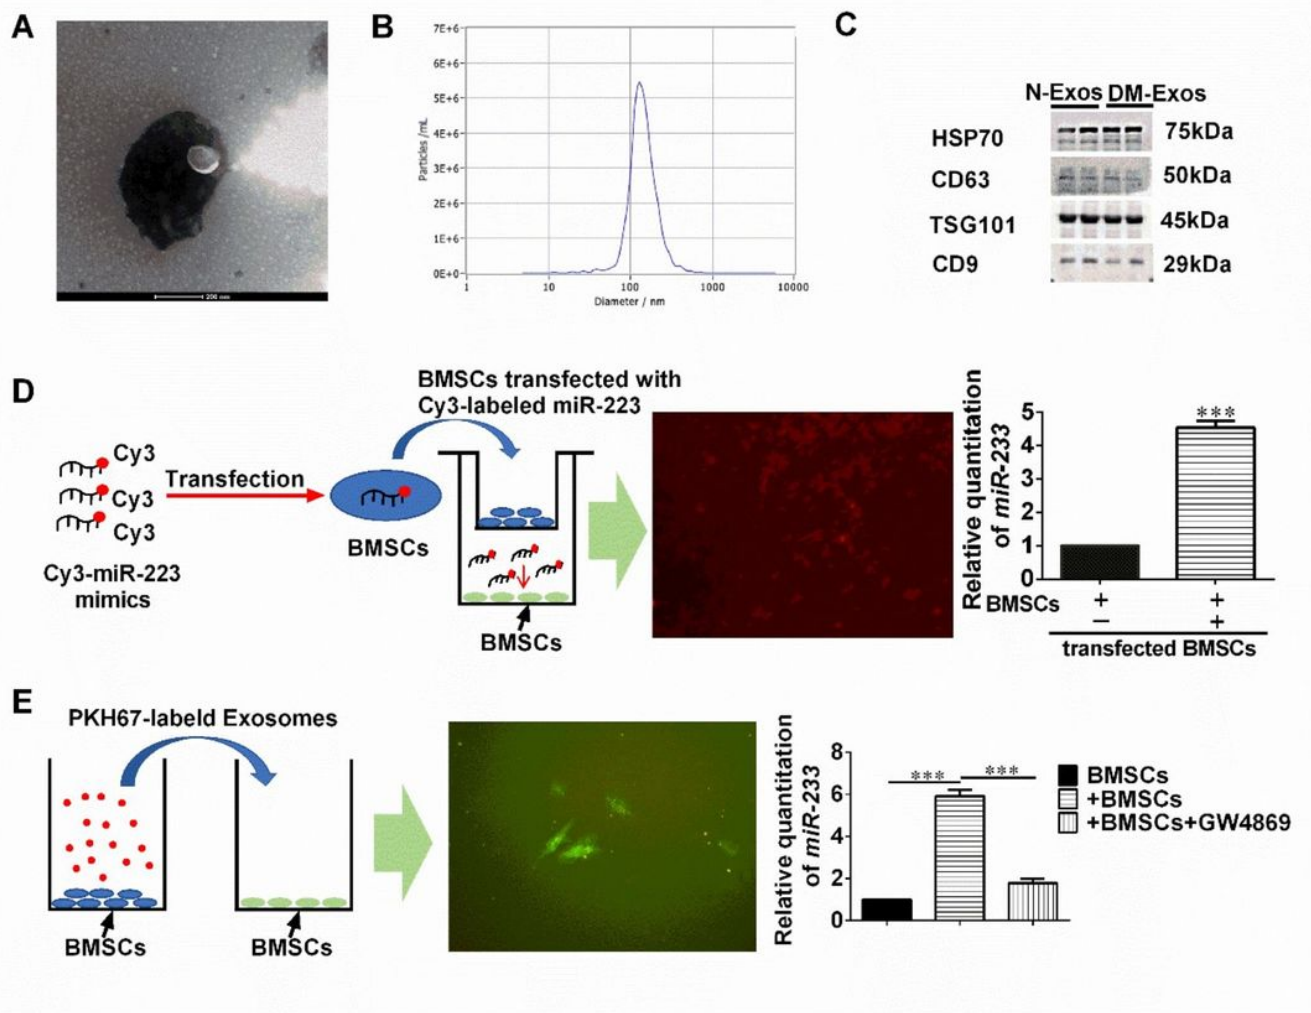 A
200 nm
B
Particles /mL
7E+6
6E+6
5E+6
4E+6
3E+6
2E+6
1E+6
0E+0
1
10
100
1000
10000
Diameter / nm
C
N-Exos DM-Exos
HSP70
75kDa
CD63
50kDa
TSG101
45kDa
CD9
29kDa
D
Cy3
Cy3
Cy3
Cy3-miR-223
mimics
Transfection
BMSCs
BMSCs transfected with
Cy3-labeled miR-223
BMSCs
Relative quantitation
of miR-233
5
4
3
2
1
0
***
BMSCs + +
− +
transfected BMSCs
E
PKH67-labeld Exosomes
BMSCs
BMSCs
Relative quantitation
of miR-233
8
6
4
2
0
***
***
BMSCs
+BMSCs
+BMSCs+GW4869